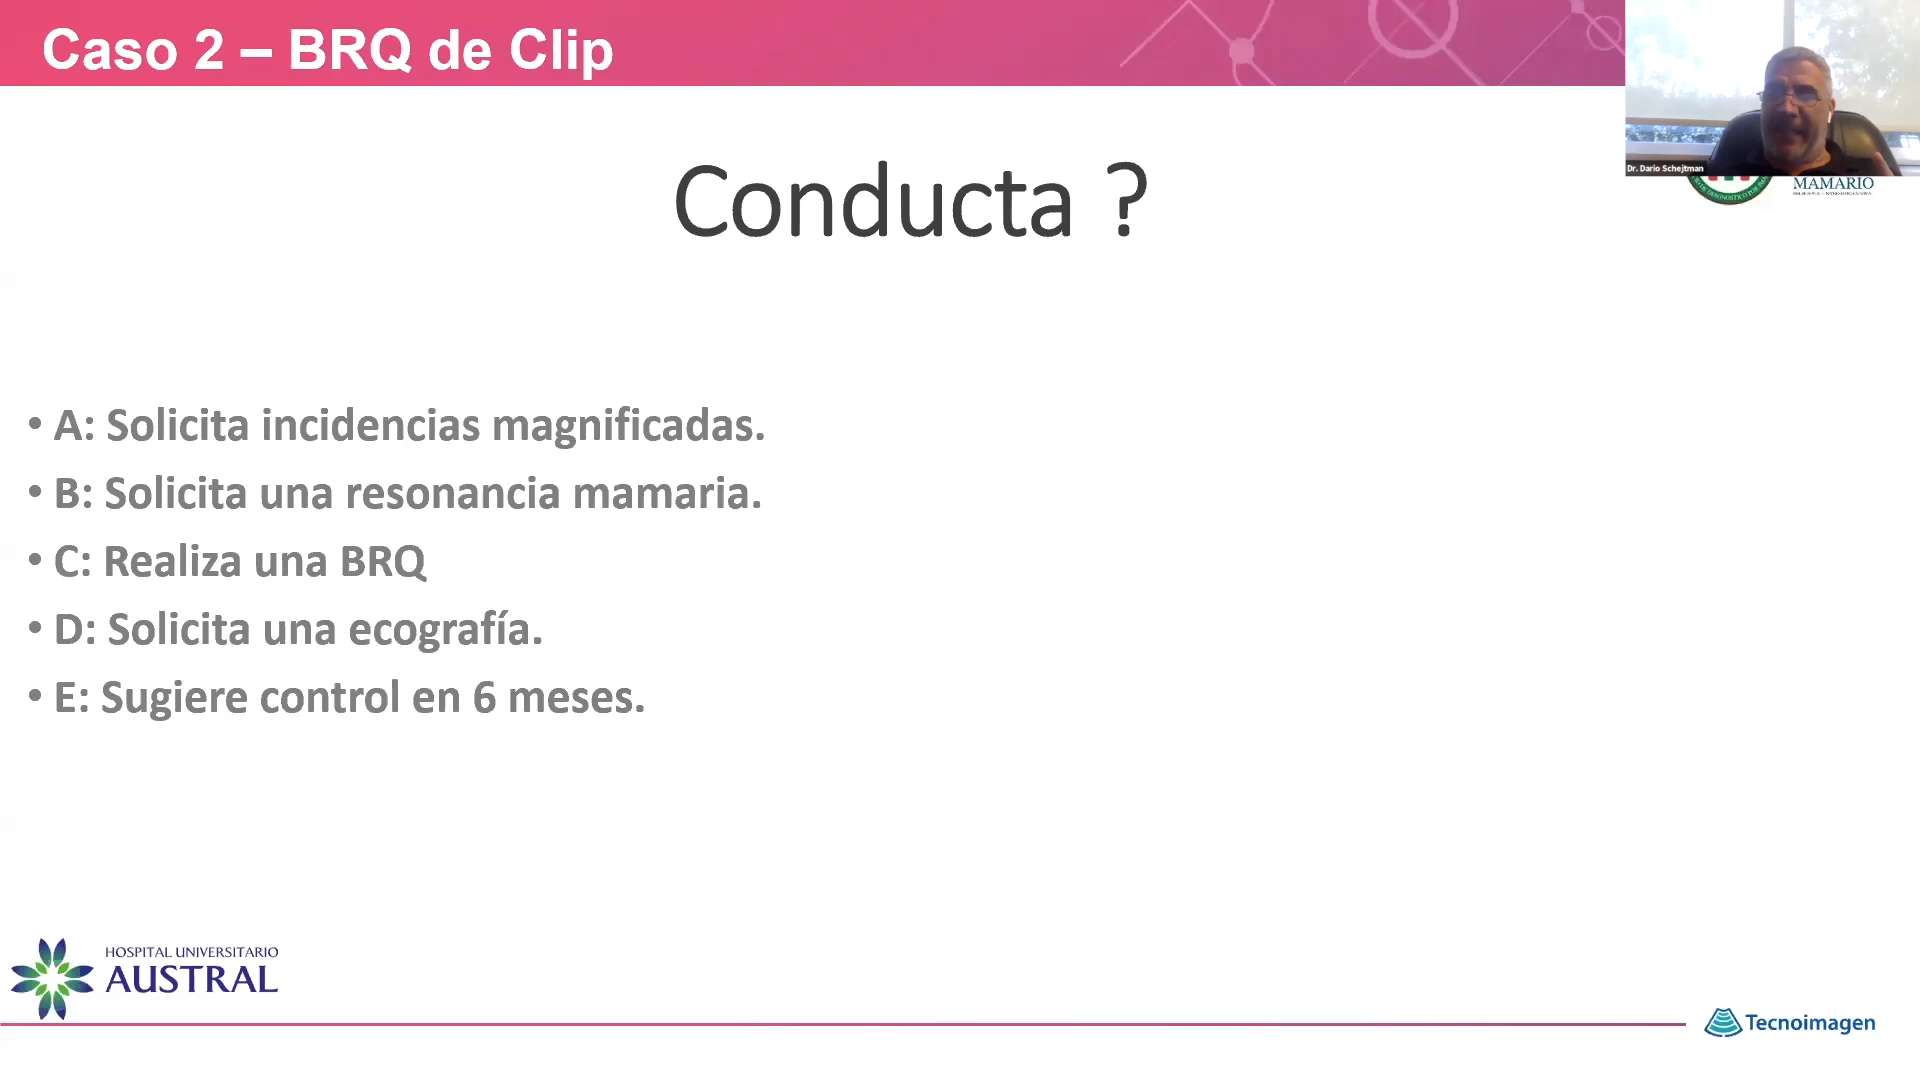 Caso 2 – BRQ de Clip
Dr. Dario Schejtman
MAMARIO
Conducta ?
• A: Solicita incidencias magnificadas.
• B: Solicita una resonancia mamaria.
• C: Realiza una BRQ
• D: Solicita una ecografía.
• E: Sugiere control en 6 meses.
HOSPITAL UNIVERSITARIO
AUSTRAL
Tecnoimagen